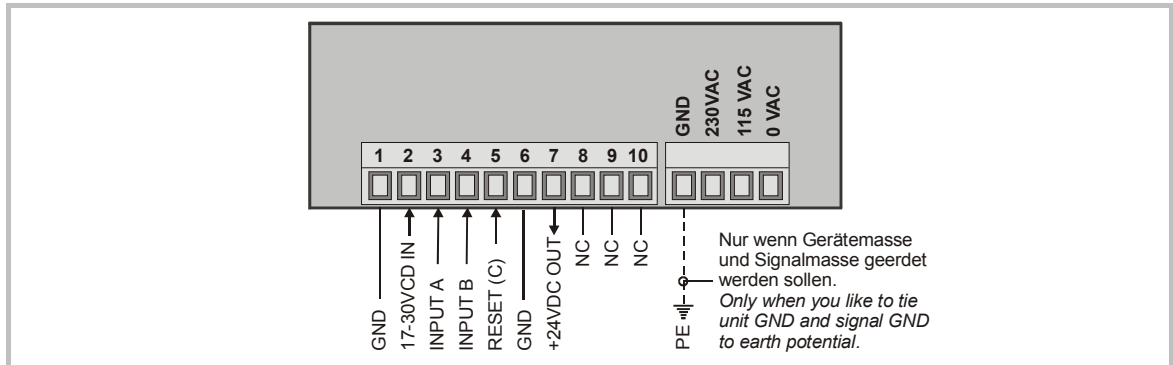 GND
230VAC
115 VAC
0 VAC
1 2 3 4 5 6 7 8 9 10
GND
17-30VCD IN
INPUT A
INPUT B
RESET (C)
GND
+24VDC OUT
NC
NC
NC
PE
Nur wenn Gerätemasse
und Signalmasse geerdet
werden sollen.
Only when you like to tie
unit GND and signal GND
to earth potential.